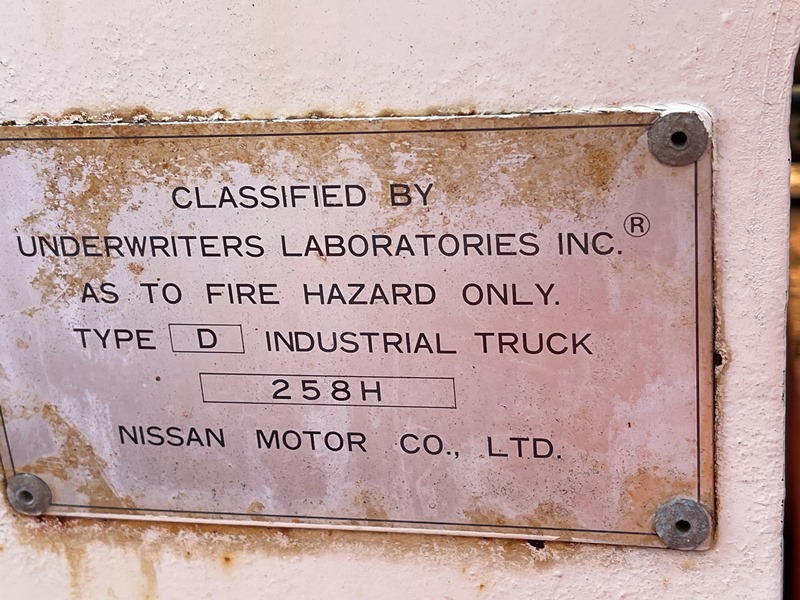 CLASSIFIED BY
UNDERWRITERS LABORATORIES INC.®
AS TO FIRE HAZARD ONLY.
TYPE D INDUSTRIAL TRUCK
258H
NISSAN MOTOR CO., LTD.